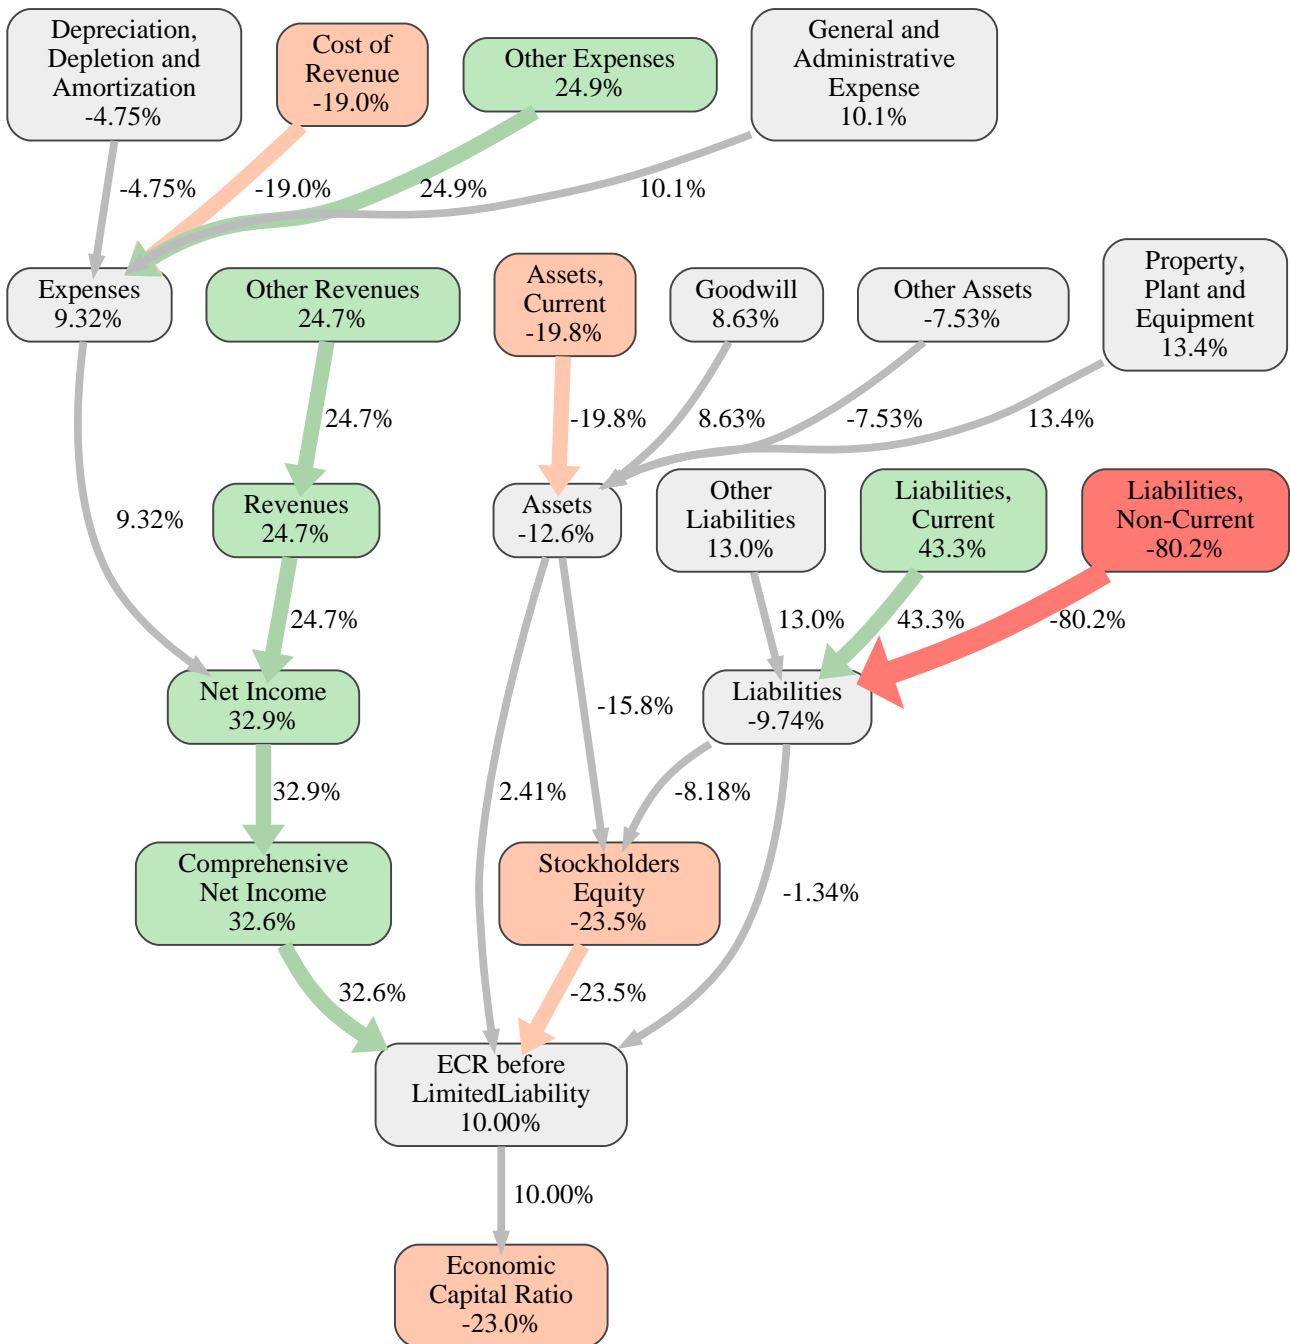 Depreciation,
Depletion and
Amortization
-4.75%
Cost of
Revenue
-19.0%
Other Expenses
24.9%
General and
Administrative
Expense
10.1%
-4.75%
-19.0%
24.9%
10.1%
Expenses
9.32%
Other Revenues
24.7%
Assets,
Current
-19.8%
Goodwill
8.63%
Other Assets
-7.53%
Property,
Plant and
Equipment
13.4%
24.7%
-19.8%
8.63%
-7.53%
13.4%
9.32%
Revenues
24.7%
Assets
-12.6%
Other
Liabilities
13.0%
Liabilities,
Current
43.3%
Liabilities,
Non-Current
-80.2%
24.7%
13.0%
43.3%
-80.2%
Net Income
32.9%
-15.8%
Liabilities
-9.74%
32.9%
2.41%
-8.18%
Comprehensive
Net Income
32.6%
Stockholders
Equity
-23.5%
-1.34%
32.6%
-23.5%
ECR before
LimitedLiability
10.00%
10.00%
Economic
Capital Ratio
-23.0%